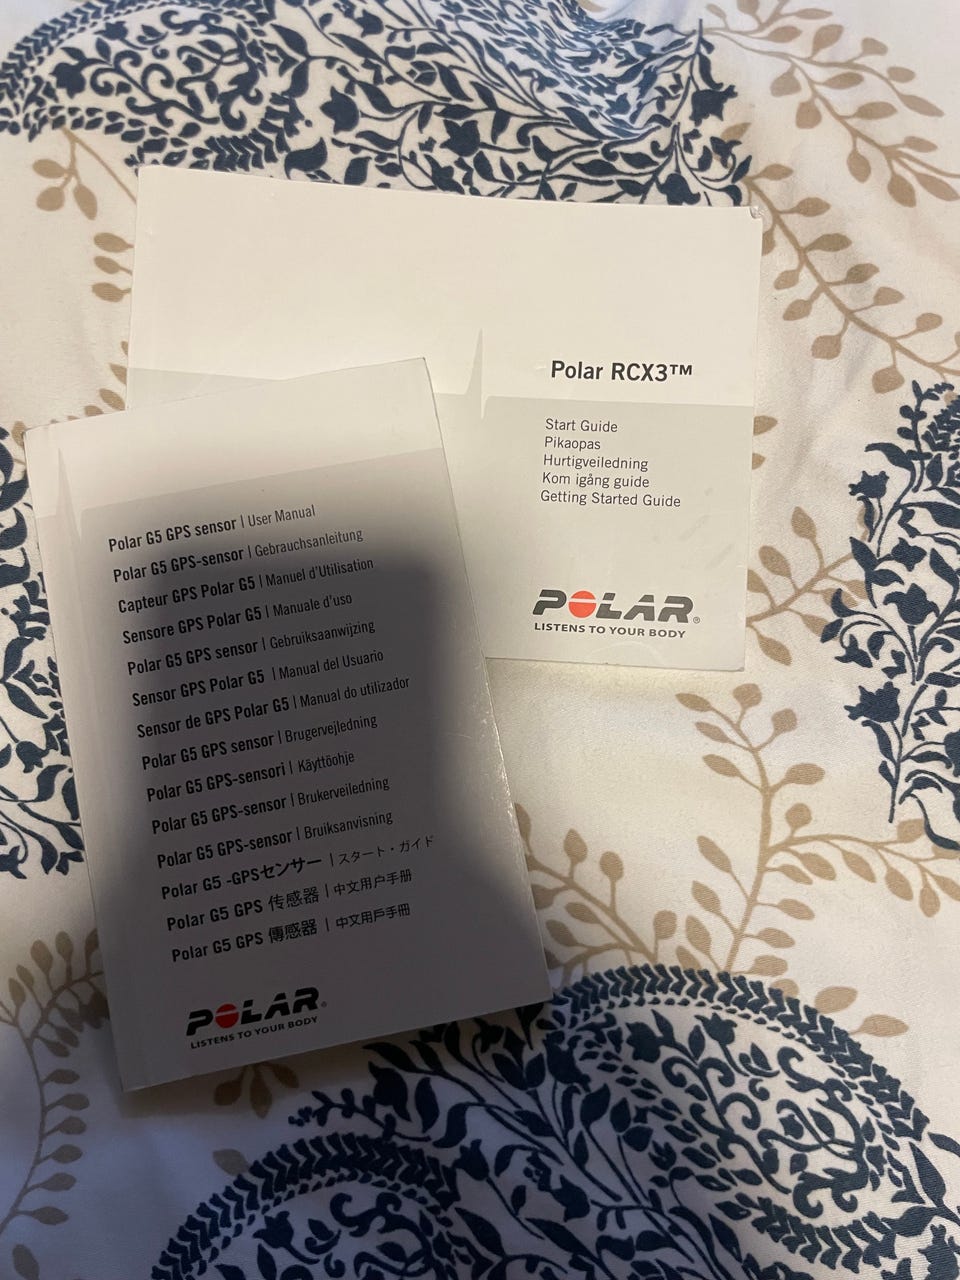 Polar RCX3™
Start Guide
Pikaopas
Hurtigveiledning
Kom igång guide
Getting Started Guide
POLAR®
LISTENS TO YOUR BODY
Polar G5 GPS sensor | User Manual
Polar G5 GPS-sensor | Gebrauchsanleitung
Capteur GPS Polar G5 | Manuel d'Utilisation
Sensore GPS Polar G5 | Manuale d'uso
Polar G5 GPS sensor | Gebruiksaanwijzing
Sensor GPS Polar G5 | Manual del Usuario
Sensor de GPS Polar G5 | Manual do utilizador
Polar G5 GPS sensor | Brugervejledning
Polar G5 GPS-sensori | Käyttöohje
Polar G5 GPS-sensor | Brukerveiledning
Polar G5 GPS-sensor | Bruiksanvisning
Polar G5 -GPSセンサー | スタート・ガイド
Polar G5 GPS 传感器 | 中文用户手册
Polar G5 GPS 傳感器 | 中文用戶手冊
POLAR®
LISTENS TO YOUR BODY